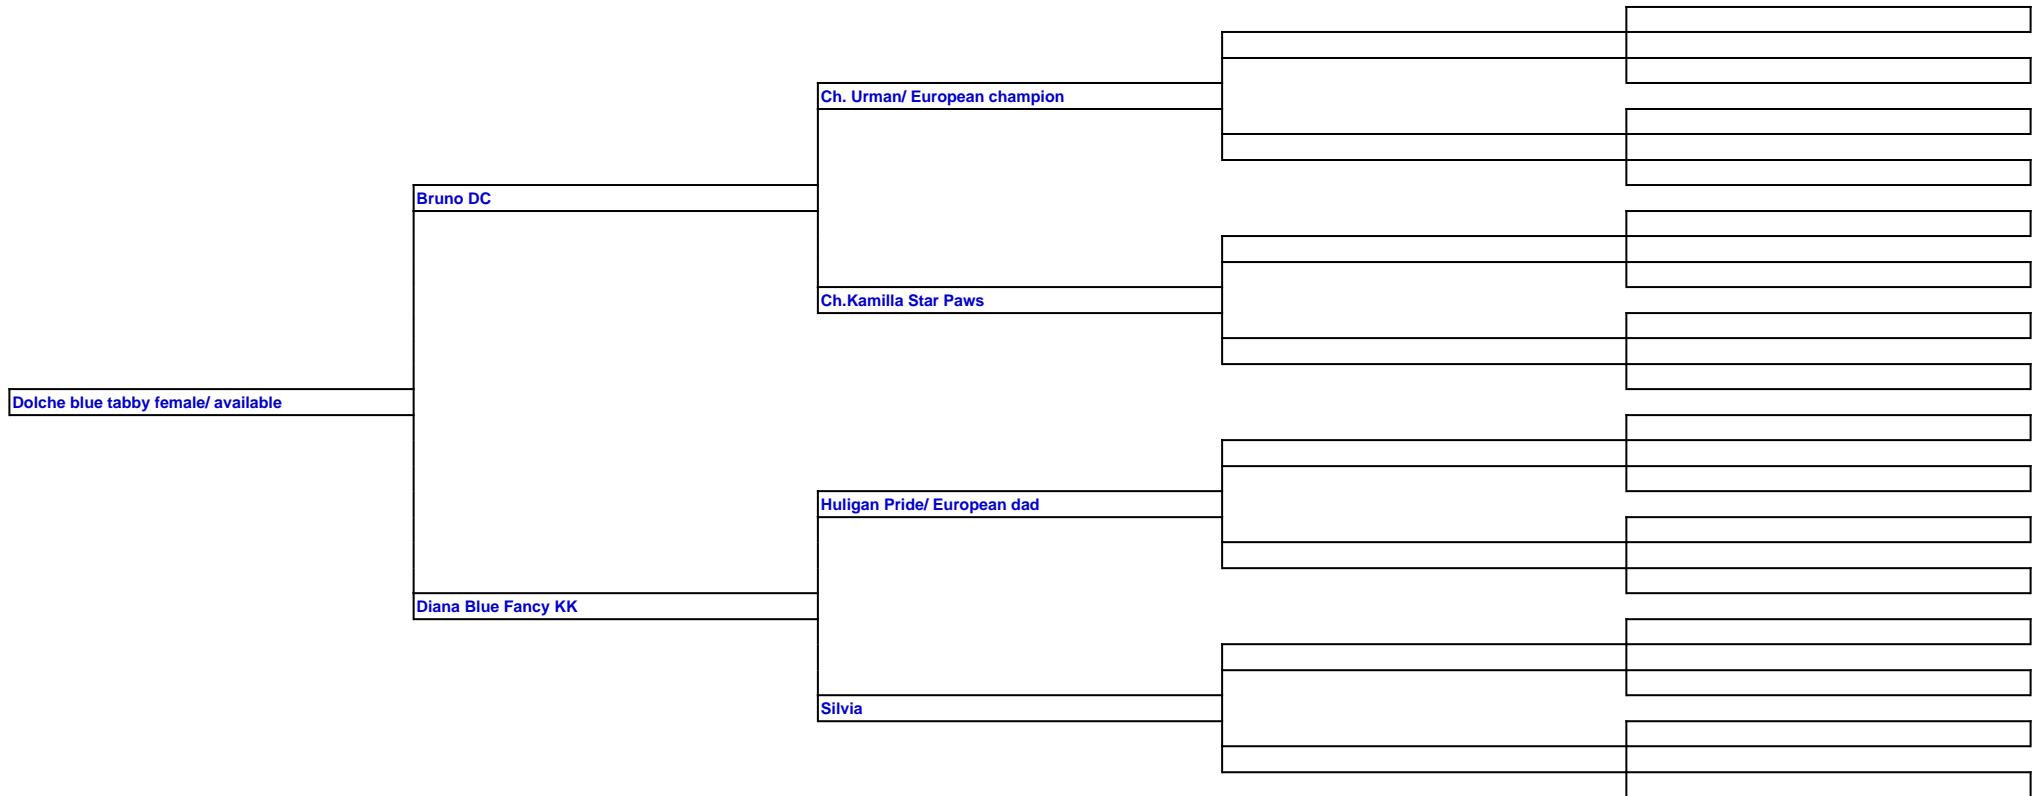 Ch. Urman/ European champion
Bruno DC
Ch.Kamilla Star Paws
Dolche blue tabby female/ available
Huligan Pride/ European dad
Diana Blue Fancy KK
Silvia